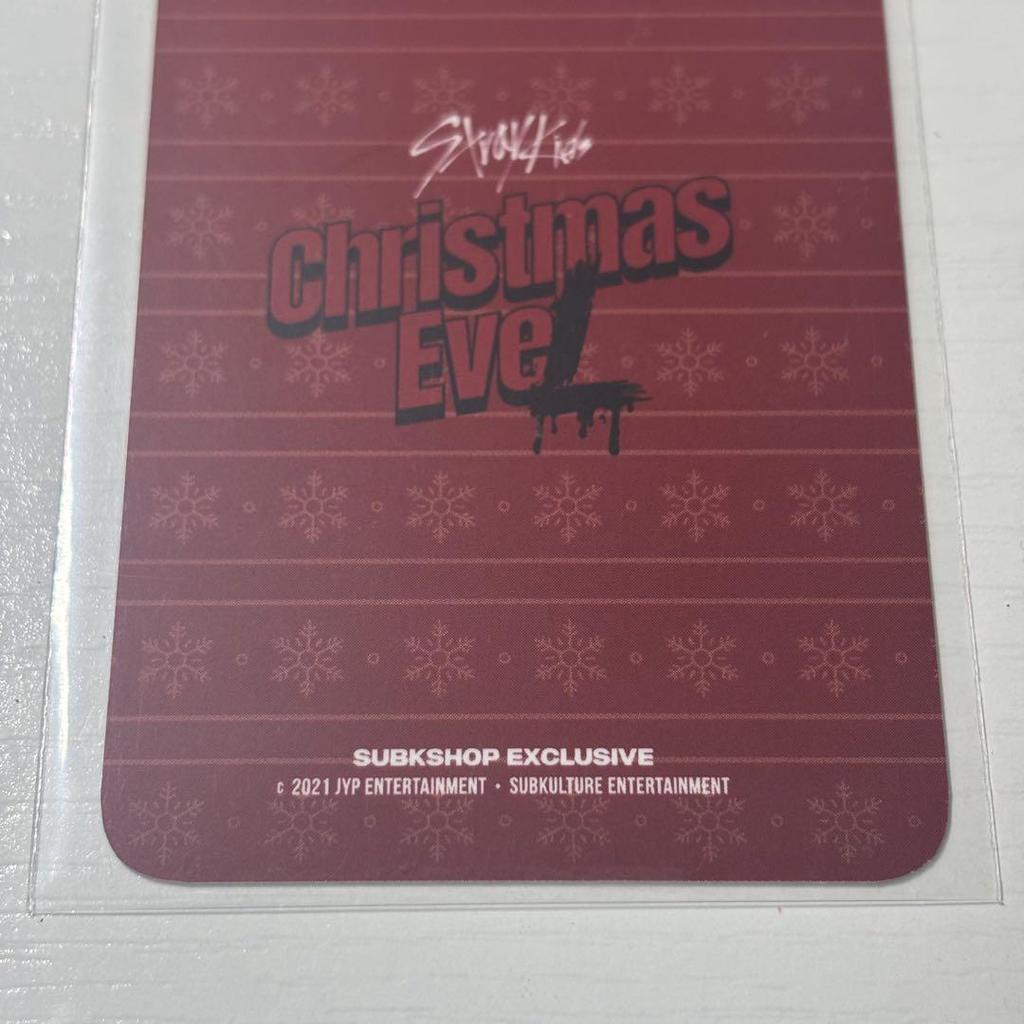 Stray Kids
Christmas
EveL
SUBKSHOP EXCLUSIVE
c 2021 JYP ENTERTAINMENT • SUBKULTURE ENTERTAINMENT